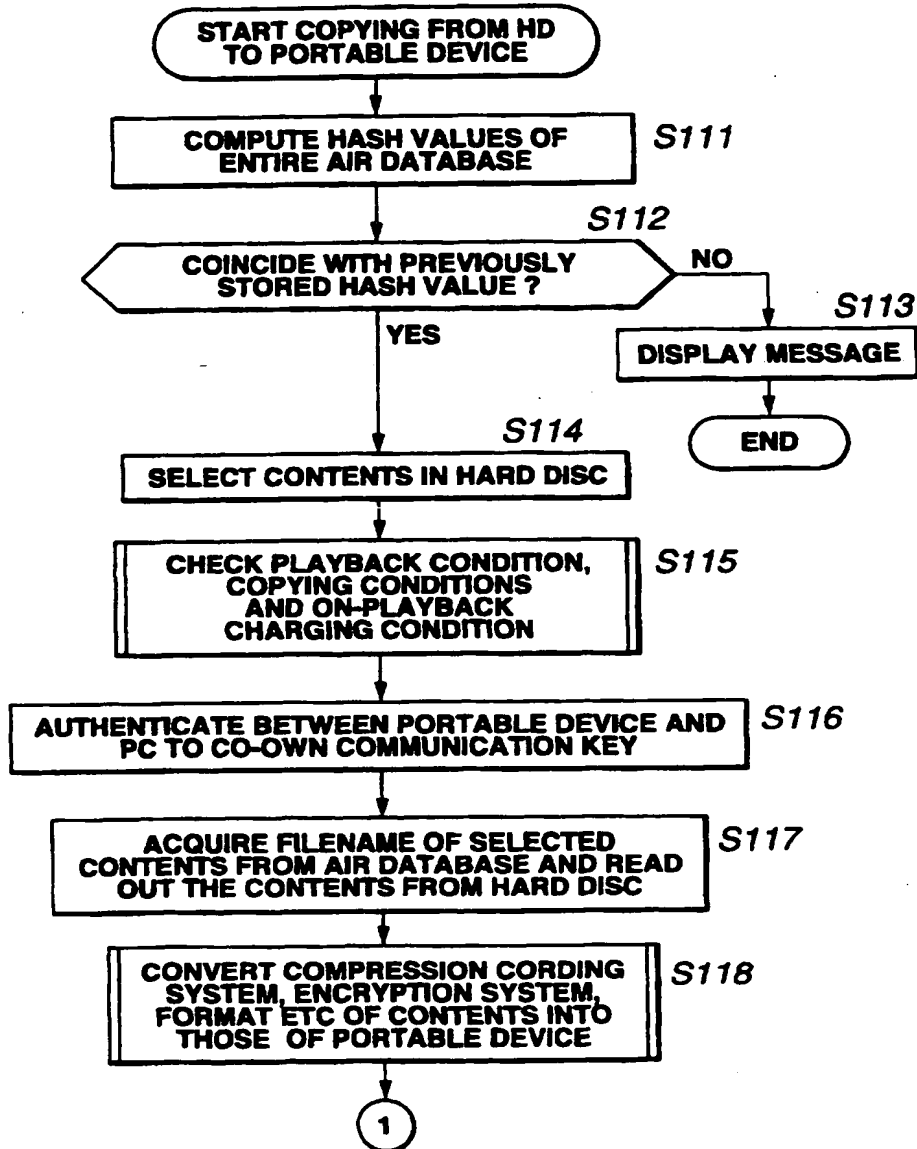 START COPYING FROM HD
TO PORTABLE DEVICE
COMPUTE HASH VALUES OF
ENTIRE AIR DATABASE
S111
S112
COINCIDE WITH PREVIOUSLY
STORED HASH VALUE ?
NO
YES
S113
DISPLAY MESSAGE
END
S114
SELECT CONTENTS IN HARD DISC
CHECK PLAYBACK CONDITION,
COPYING CONDITIONS
AND ON-PLAYBACK
CHARGING CONDITION
S115
AUTHENTICATE BETWEEN PORTABLE DEVICE AND
PC TO CO-OWN COMMUNICATION KEY
S116
ACQUIRE FILENAME OF SELECTED
CONTENTS FROM AIR DATABASE AND READ
OUT THE CONTENTS FROM HARD DISC
S117
CONVERT COMPRESSION CORDING
SYSTEM, ENCRYPTION SYSTEM,
FORMAT ETC OF CONTENTS INTO
THOSE OF PORTABLE DEVICE
S118
1